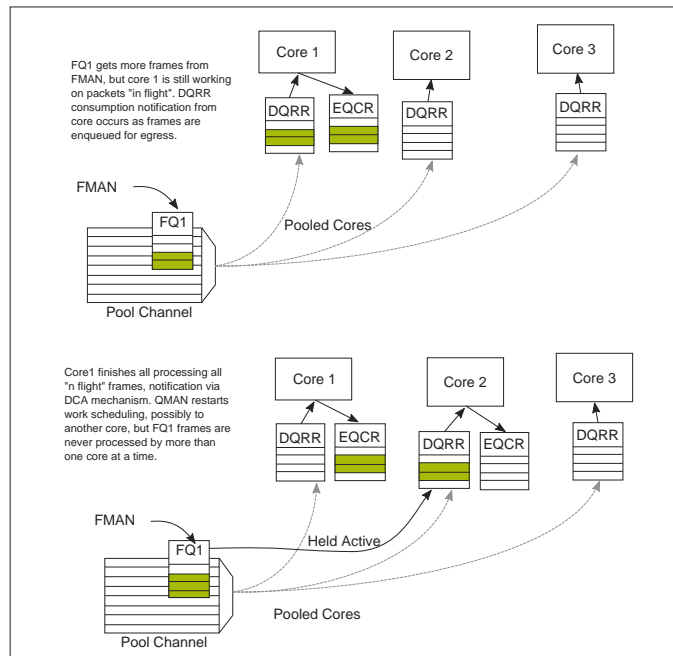 FQ1 gets more frames from
FMAN, but core 1 is still working
on packets "in flight". DQRR
consumption notification from
core occurs as frames are
enqueued for egress.
Core 1
Core 2
Core 3
DQRR
EQCR
DQRR
DQRR
FMAN
FQ1
Pooled Cores
Pool Channel
Core1 finishes all processing all
"n flight" frames, notification via
DCA mechanism. QMAN restarts
work scheduling, possibly to
another core, but FQ1 frames are
never processed by more than
one core at a time.
Core 1
Core 2
Core 3
DQRR
EQCR
DQRR
EQCR
DQRR
FMAN
FQ1
Held Active
Pooled Cores
Pool Channel